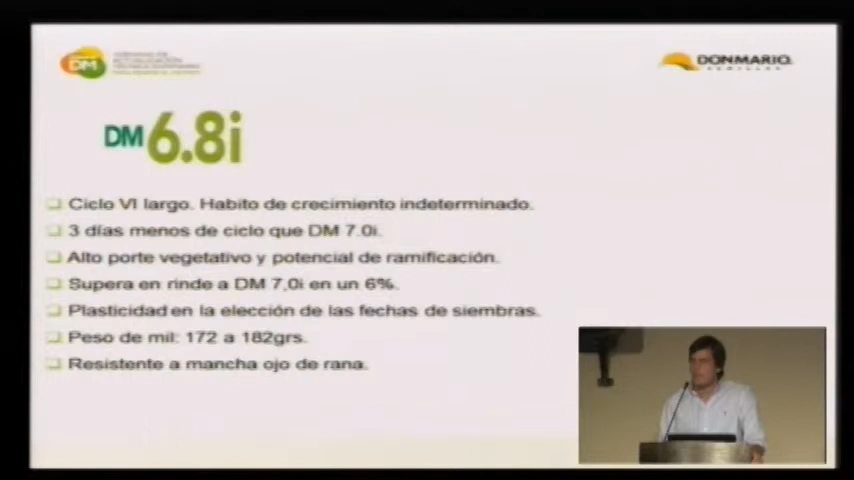 DM
DONMARIO
SEMILLAS
DM 6.8i
Ciclo VI largo. Habito de crecimiento indeterminado.
3 días menos de ciclo que DM 7.0i.
Alto porte vegetativo y potencial de ramificación.
Supera en rinde a DM 7,0i en un 6%.
Plasticidad en la elección de las fechas de siembras.
Peso de mil: 172 a 182grs.
Resistente a mancha ojo de rana.